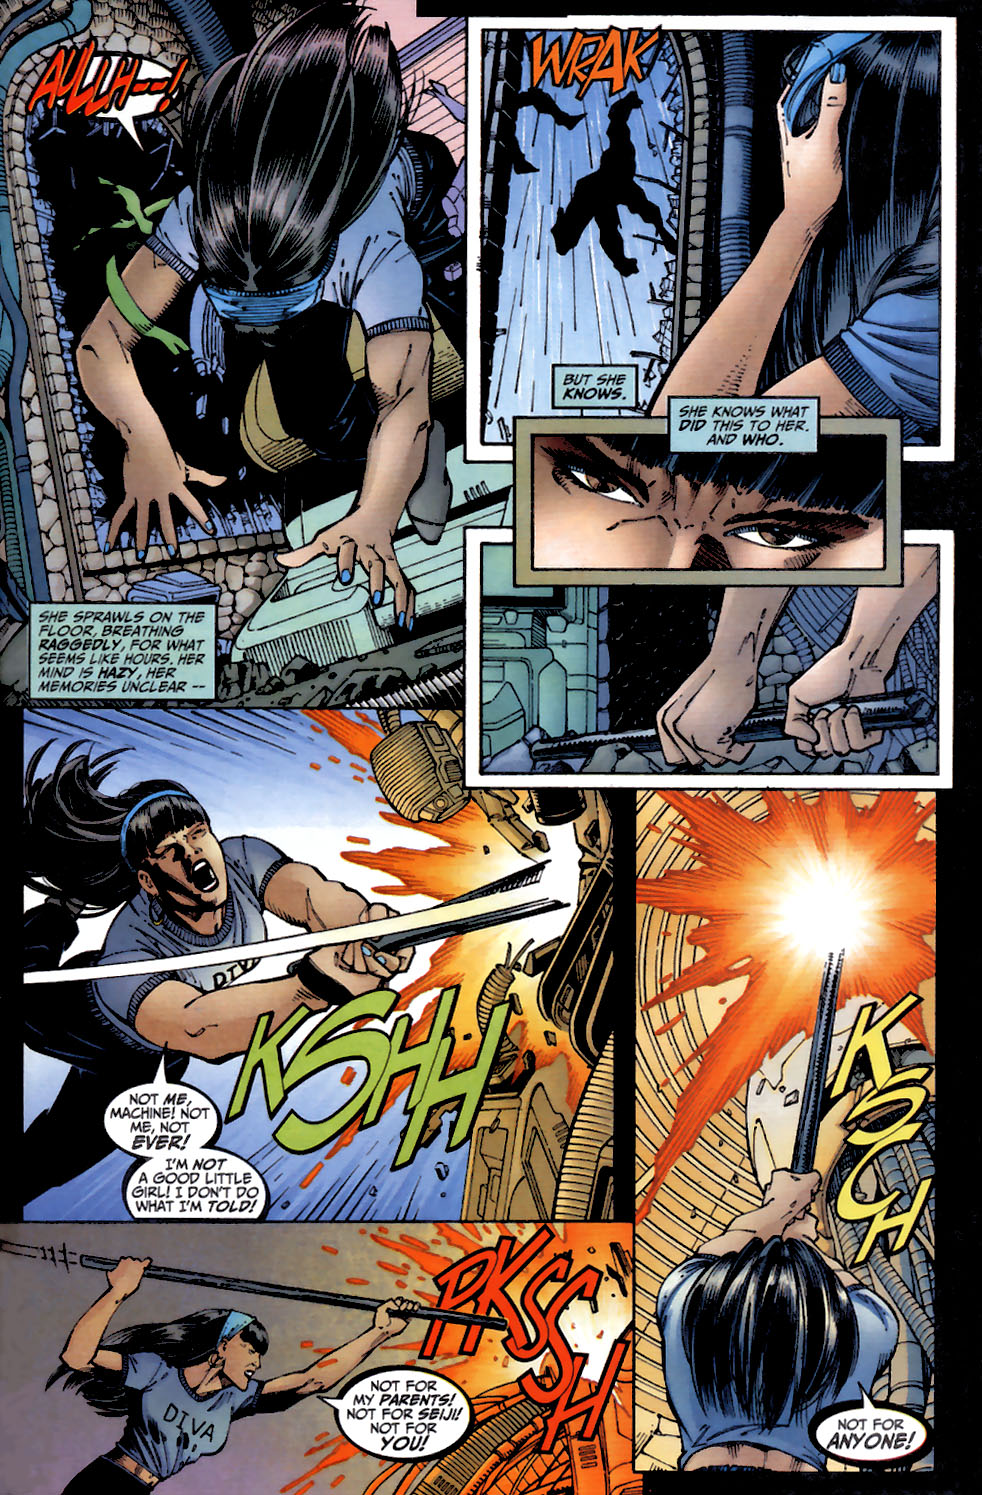 AULLH--!
SHE SPRAWLS ON THE
FLOOR, BREATHING
RAGGEDLY, FOR WHAT
SEEMS LIKE HOURS. HER
MIND IS HAZY, HER
MEMORIES UNCLEAR --
WRAK
BUT SHE
KNOWS.
SHE KNOWS WHAT
DID THIS TO HER.
AND WHO.
DIVA
KSHHH
NOT ME,
MACHINE! NOT
ME, NOT
EVER!
I'M NOT
A GOOD LITTLE
GIRL! I DON'T DO
WHAT I'M TOLD!
PKSSSH
DIVA
NOT FOR
MY PARENTS!
NOT FOR SEIJI!
NOT FOR
YOU!
KSCH
NOT FOR
ANYONE!